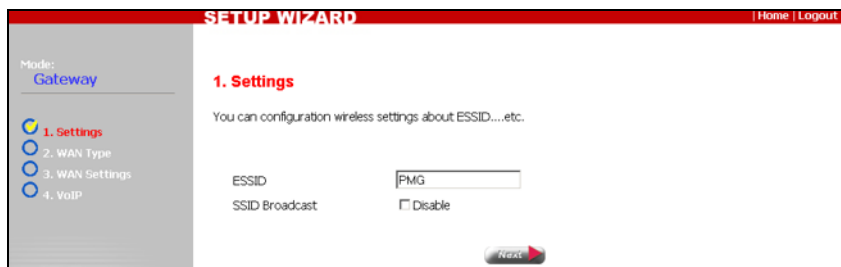 SETUP WIZARD
| Home | Logout
Mode:
Gateway
1. Settings
2. WAN Type
3. WAN Settings
4. VoIP
1. Settings
You can configuration wireless settings about ESSID....etc.
ESSID PMG
SSID Broadcast Disable
Next